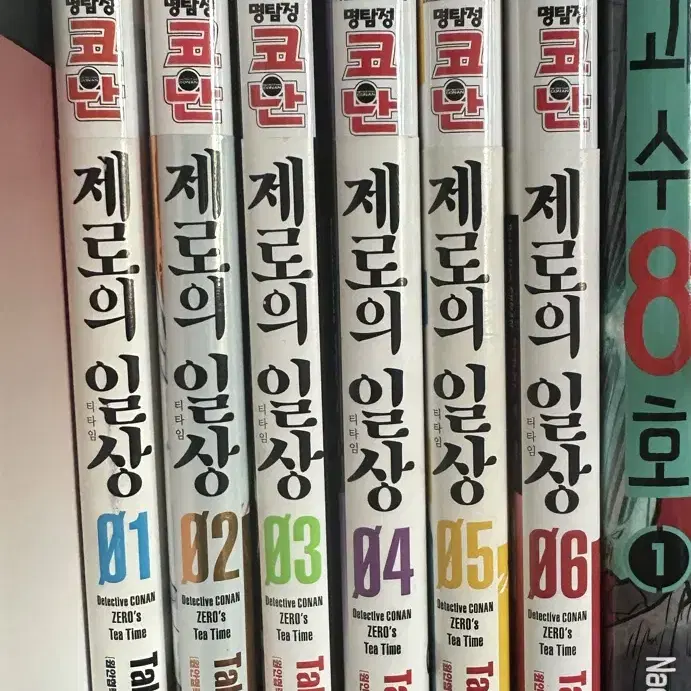 명탐정
코난
제로의 일상
티타임
01
Detective CONAN
ZERO's
Tea Time
명탐정
코난
제로의 일상
티타임
02
Detective CONAN
ZERO's
Tea Time
명탐정
코난
제로의 일상
티타임
03
Detective CONAN
ZERO's
Tea Time
명탐정
코난
제로의 일상
티타임
04
Detective CONAN
ZERO's
Tea Time
명탐정
코난
제로의 일상
티타임
05
Detective CONAN
ZERO's
Tea Time
명탐정
코난
제로의 일상
티타임
06
Detective CONAN
ZERO's
Tea Time
괴수8호
1